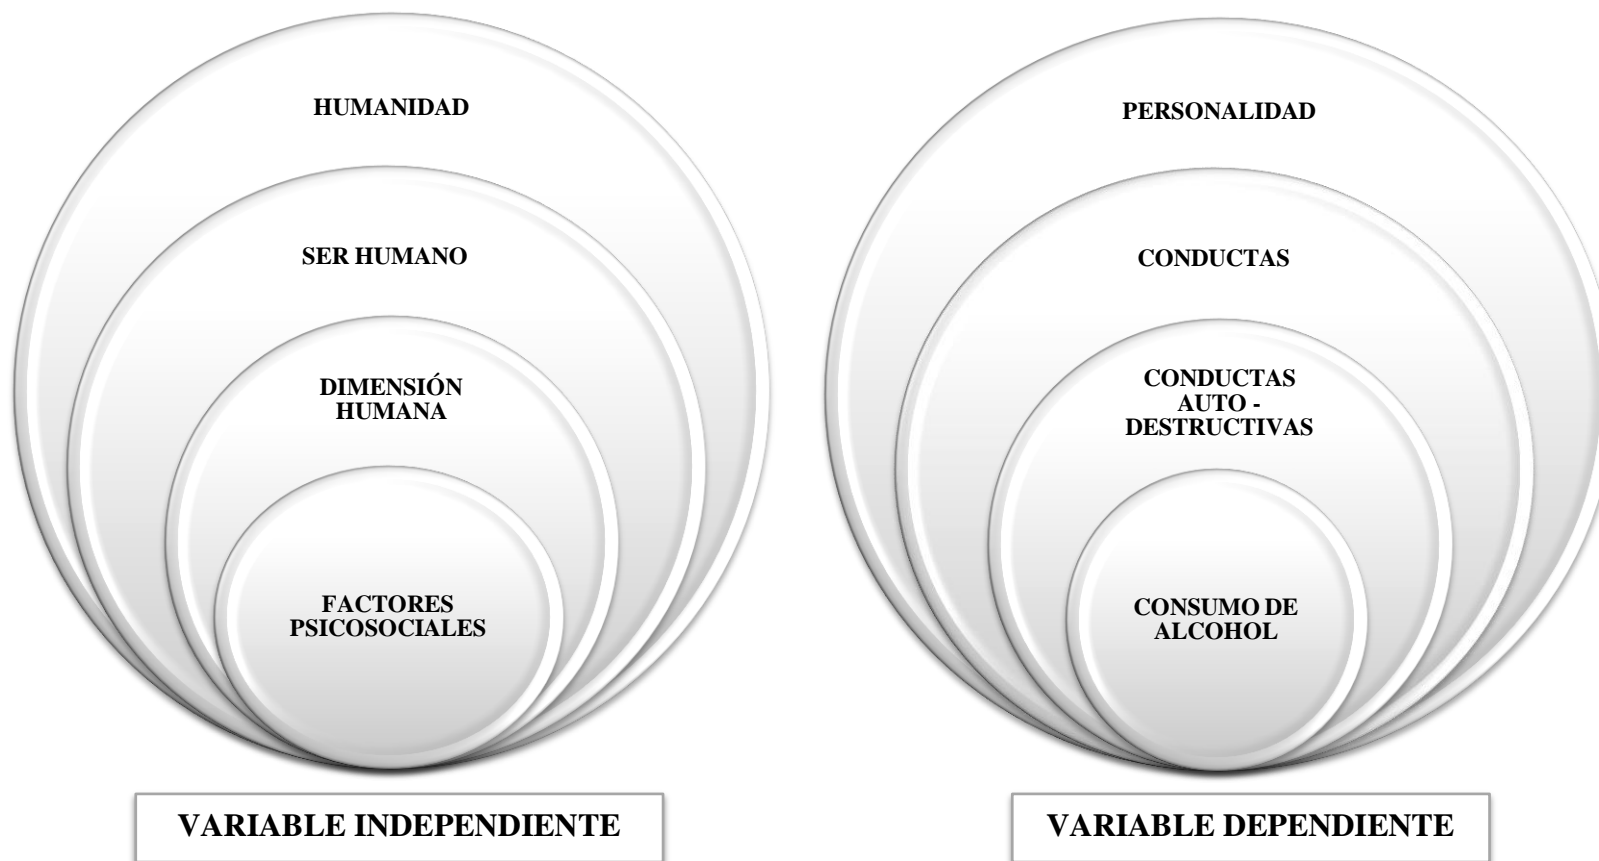 HUMANIDAD
SER HUMANO
DIMENSIÓN
HUMANA
FACTORES
PSICOSOCIALES
VARIABLE INDEPENDIENTE
PERSONALIDAD
CONDUCTAS
CONDUCTAS
AUTO -
DESTRUCTIVAS
CONSUMO DE
ALCOHOL
VARIABLE DEPENDIENTE